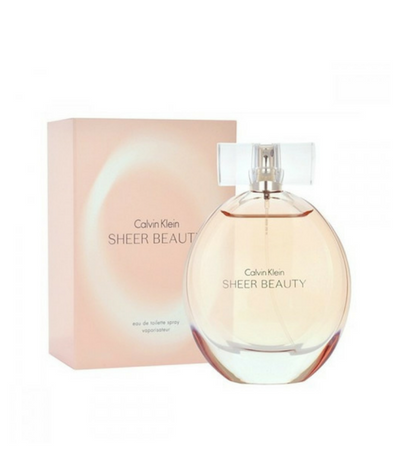 Calvin Klein
SHEER BEAUTY
eau de toilette spray
vaporisateur
Calvin Klein
SHEER BEAUTY